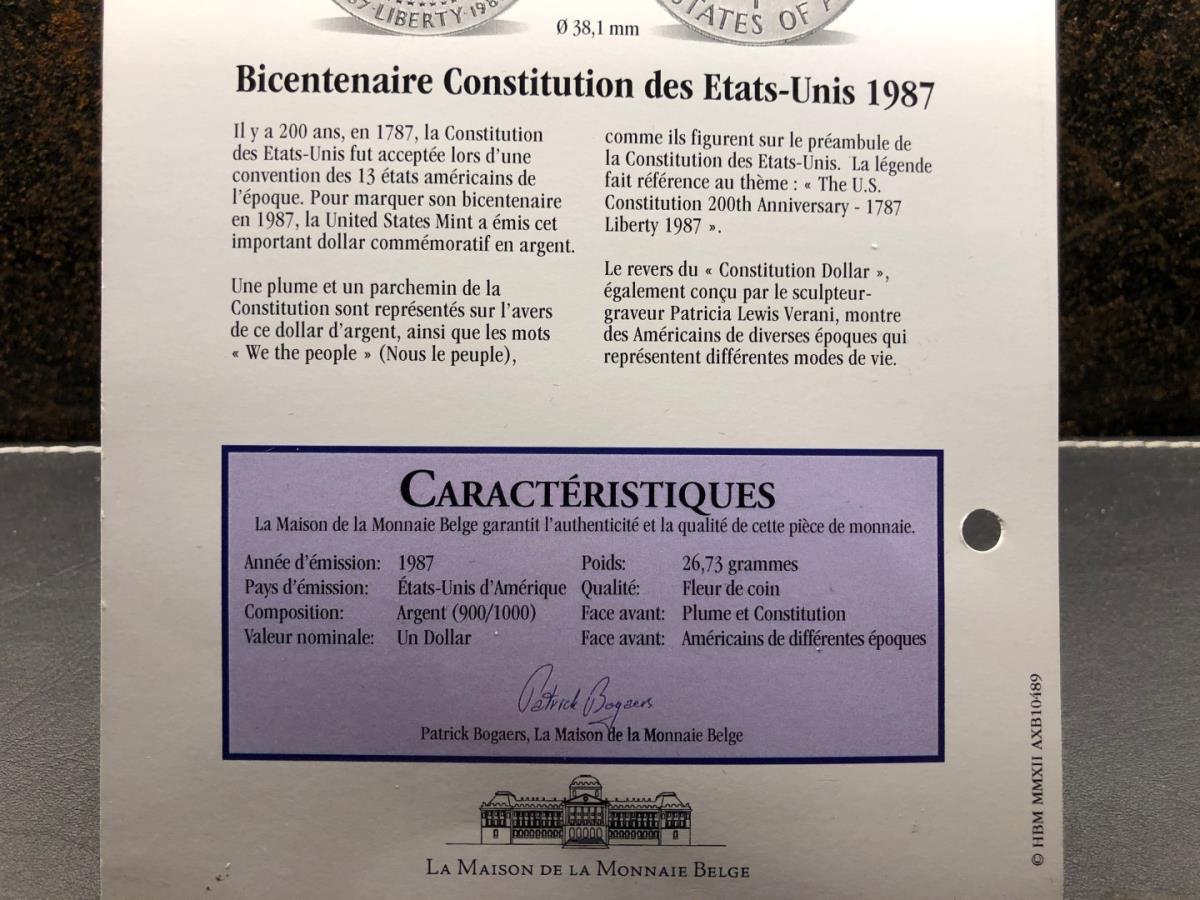 LIBERTY
TATES OF
Ø 38,1 mm
Bicentenaire Constitution des Etats-Unis 1987
Il y a 200 ans, en 1787, la Constitution
des Etats-Unis fut acceptée lors d’une
convention des 13 états américains de
l’époque. Pour marquer son bicentenaire
en 1987, la United States Mint a émis cet
important dollar commémoratif en argent.
Une plume et un parchemin de la
Constitution sont représentés sur l’avers
de ce dollar d’argent, ainsi que les mots
« We the people » (Nous le peuple),
comme ils figurent sur le préambule de
la Constitution des Etats-Unis. La légende
fait référence au thème : « The U.S.
Constitution 200th Anniversary - 1787
Liberty 1987 ».
Le revers du « Constitution Dollar »,
également conçu par le sculpteur-
graveur Patricia Lewis Verani, montre
des Américains de diverses époques qui
représentent différentes modes de vie.
CARACTÉRISTIQUES
La Maison de la Monnaie Belge garantit l’authenticité et la qualité de cette pièce de monnaie.
Année d’émission: 1987
Pays d’émission: États-Unis d’Amérique
Composition: Argent (900/1000)
Valeur nominale: Un Dollar
Poids: 26,73 grammes
Qualité: Fleur de coin
Face avant: Plume et Constitution
Face avant: Américains de différentes époques
Patrick Bogaers
Patrick Bogaers, La Maison de la Monnaie Belge
LA MAISON DE LA MONNAIE BELGE
© HBM MMXII AXB10489